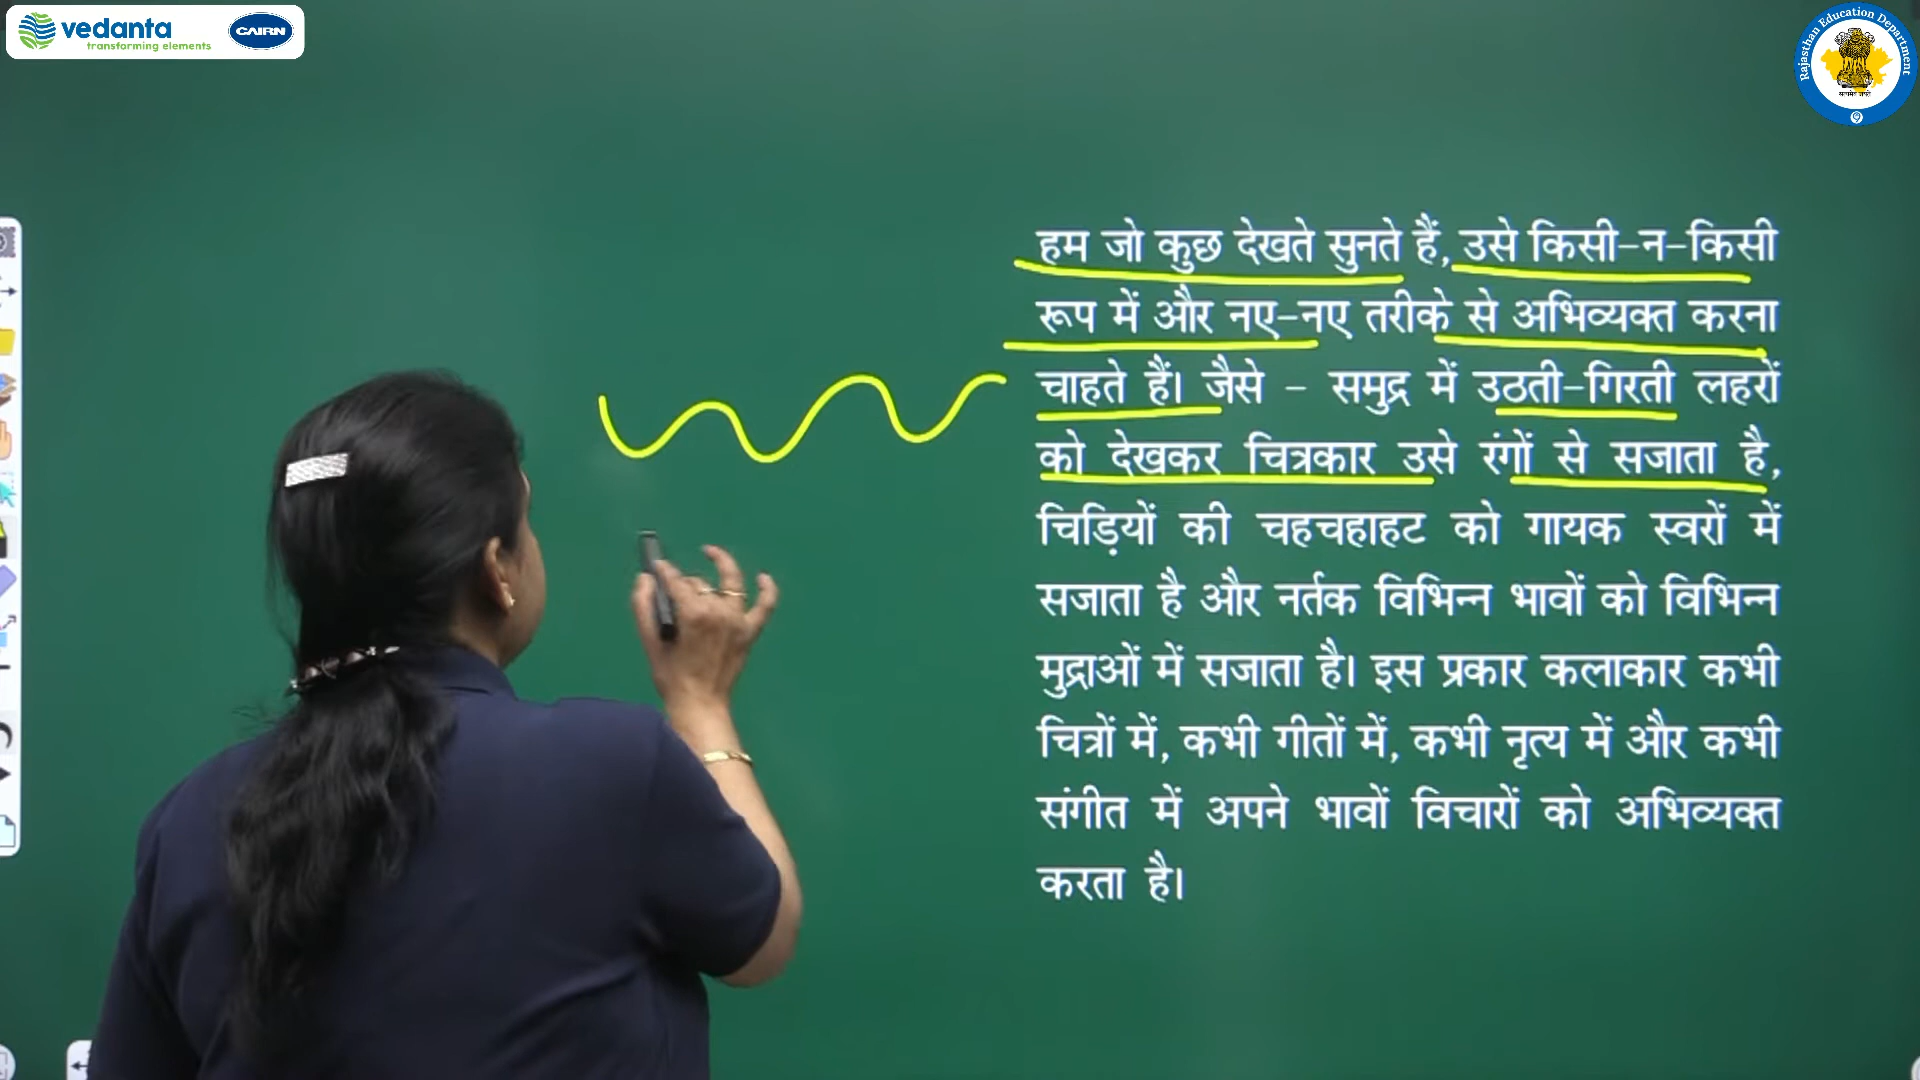 vedanta
transforming elements
CAIRN
Rajasthan Education Department
हम जो कुछ देखते सुनते हैं, उसे किसी-न-किसी
रूप में और नए-नए तरीके से अभिव्यक्त करना
चाहते हैं। जैसे - समुद्र में उठती-गिरती लहरों
को देखकर चित्रकार उसे रंगों से सजाता है,
चिड़ियों की चहचहाहट को गायक स्वरों में
सजाता है और नर्तक विभिन्न भावों को विभिन्न
मुद्राओं में सजाता है। इस प्रकार कलाकार कभी
चित्रों में, कभी गीतों में, कभी नृत्य में और कभी
संगीत में अपने भावों विचारों को अभिव्यक्त
करता है।